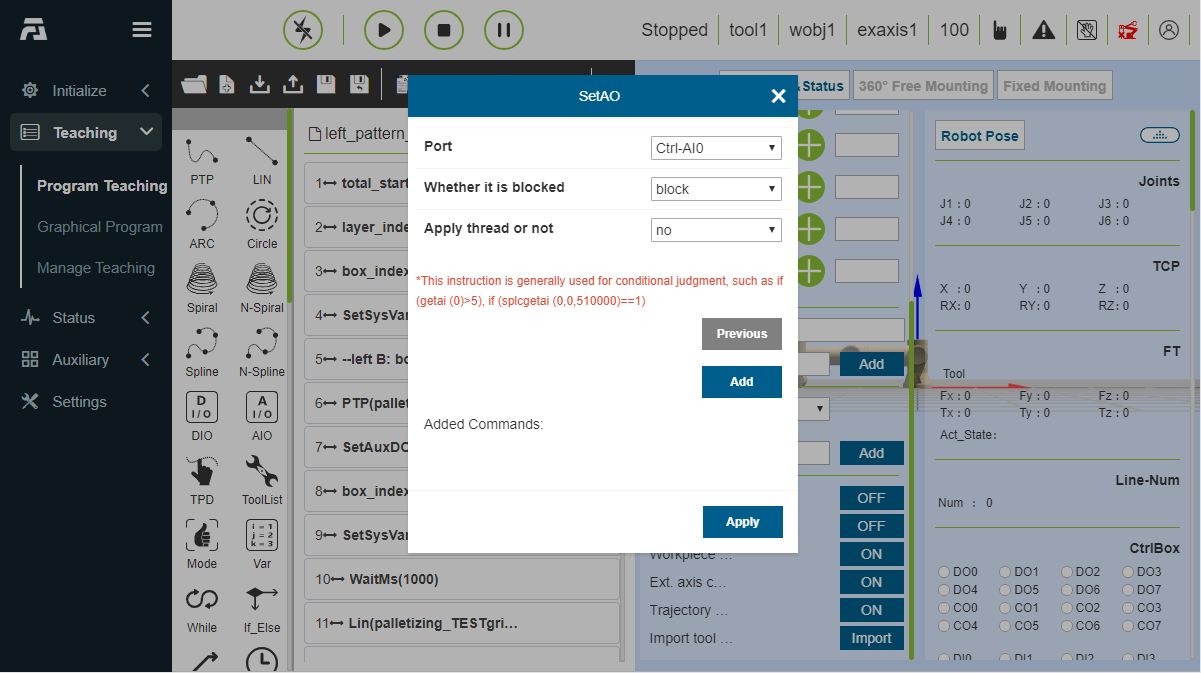 Stopped
tool1
wobj1
exaxis1
100
Initialize
Teaching
Program Teaching
Graphical Program
Manage Teaching
Status
Auxiliary
Settings
PTP
LIN
ARC
Circle
Spiral
N-Spiral
Spline
N-Spline
D
I/O
DIO
A
I/O
AIO
TPD
ToolList
Mode
i = 1
j = 2
k = 3
Var
While
If_Else
left_pattern_
1 total_start
2 layer_inde
3 box_index
4 SetSysVar
5 --left B: bo
6 PTP(pallet
7 SetAuxDO
8 box_index
9 SetSysVar
10 WaitMs(1000)
11 Lin(palletizing_TESTgri...
SetAO
Port
Ctrl-AI0
Whether it is blocked
block
Apply thread or not
no
*This instruction is generally used for conditional judgment, such as if
(getai (0)>5), if (splcgetai (0,0,510000)==1)
Previous
Add
Added Commands:
Apply
Status
360° Free Mounting
Fixed Mounting
Add
Add
OFF
OFF
Workpiece ...
ON
Ext. axis c...
ON
Trajectory ...
ON
Import tool ...
Import
Robot Pose
Joints
J1 : 0 J2 : 0 J3 : 0
J4 : 0 J5 : 0 J6 : 0
TCP
X : 0 Y : 0 Z : 0
RX: 0 RY: 0 RZ: 0
FT
Tool
Fx : 0 Fy : 0 Fz : 0
Tx : 0 Ty : 0 Tz : 0
Act_State:
Line-Num
Num : 0
CtrlBox
DO0 DO1 DO2 DO3
DO4 DO5 DO6 DO7
CO0 CO1 CO2 CO3
CO4 CO5 CO6 CO7
DI0 DI1 DI2 DI3